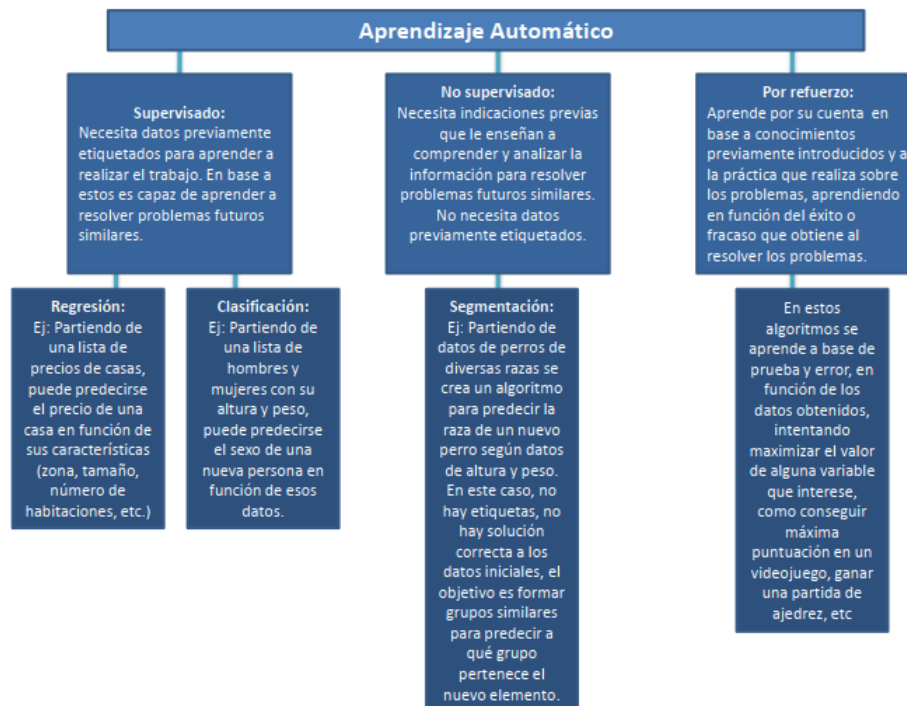 Aprendizaje Automático
Supervisado:
Necesita datos previamente
etiquetados para aprender a
realizar el trabajo. En base a
estos es capaz de aprender a
resolver problemas futuros
similares.
No supervisado:
Necesita indicaciones previas
que le enseñan a
comprender y analizar la
información para resolver
problemas futuros similares.
No necesita datos
previamente etiquetados.
Por refuerzo:
Aprende por su cuenta en
base a conocimientos
previamente introducidos y a
la práctica que realiza sobre
los problemas, aprendiendo
en función del éxito o
fracaso que obtiene al
resolver los problemas.
Regresión:
Ej: Partiendo de
una lista de
precios de casas,
puede predecirse
el precio de una
casa en función de
sus características
(zona, tamaño,
número de
habitaciones, etc.)
Clasificación:
Ej: Partiendo de
una lista de
hombres y
mujeres con su
altura y peso,
puede predecirse
el sexo de una
nueva persona en
función de esos
datos.
Segmentación:
Ej: Partiendo de
datos de perros de
diversas razas se
crea un algoritmo
para predecir la
raza de un nuevo
perro según datos
de altura y peso.
En este caso, no
hay etiquetas, no
hay solución
correcta a los
datos iniciales, el
objetivo es formar
grupos similares
para predecir a
qué grupo
pertenece el
nuevo elemento.
En estos
algoritmos se
aprende a base de
prueba y error, en
función de los
datos obtenidos,
intentando
maximizar el valor
de alguna variable
que interese,
como conseguir
máxima
puntuación en un
videojuego, ganar
una partida de
ajedrez, etc